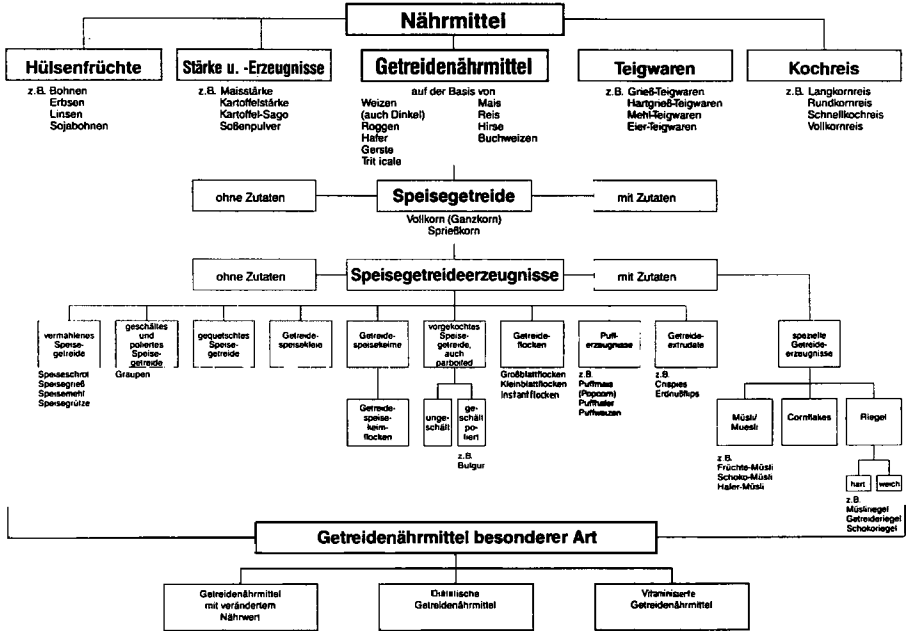 Nährmittel
Hülsenfrüchte
z.B. Bohnen
Erbsen
Linsen
Sojabohnen
Stärke u. -Erzeugnisse
z.B. Maisstärke
Kartoffelstärke
Kartoffel-Sago
Soßenpulver
Getreidenährmittel
auf der Basis von
Weizen
(auch Dinkel)
Roggen
Hafer
Gerste
Trit icale
Mais
Reis
Hirse
Buchweizen
Teigwaren
z.B. Grieß-Teigwaren
Hartgrieß-Teigwaren
Mehl-Teigwaren
Eier-Teigwaren
Kochreis
z.B. Langkornreis
Rundkornreis
Schnellkochreis
Vollkornreis
ohne Zutaten
Speisegetreide
mit Zutaten
Vollkorn (Ganzkorn)
Sprießkorn
ohne Zutaten
Speisegetreideerzeugnisse
mit Zutaten
vermahlenes
Speise-
getreide
Speiseschrot
Speisegrieß
Speisemehl
Speisegrütze
geschältes
und
poliertes
Speise-
getreide
Graupen
gequetschtes
Speise-
getreide
Getreide-
speisekleie
Getreide-
speisekeime
Getreide-
speise-
keim-
flocken
vorgekochtes
Speise-
getreide,
auch
parboiled
unge-
schält
ge-
schält
po-
liert
z.B.
Bulgur
Getreide-
flocken
Großblattflocken
Kleinblattflocken
Instantflocken
Puff-
erzeugnisse
z.B.
Puffmais
(Popcorn)
Puffhafer
Puffweizen
Getreide-
extrudate
z.B.
Crispies
Erdnußflips
spezielle
Getreide-
erzeugnisse
Müsli/
Muesli
z.B.
Früchte-Müsli
Schoko-Müsli
Hafer-Müsli
Cornflakes
Riegel
hart
weich
z.B.
Müsliriegel
Getreideriegel
Schokoriegel
Getreidenährmittel besonderer Art
Getreidenährmittel
mit verändertem
Nährwert
Diätetische
Getreidenährmittel
Vitaminisierte
Getreidenährmittel